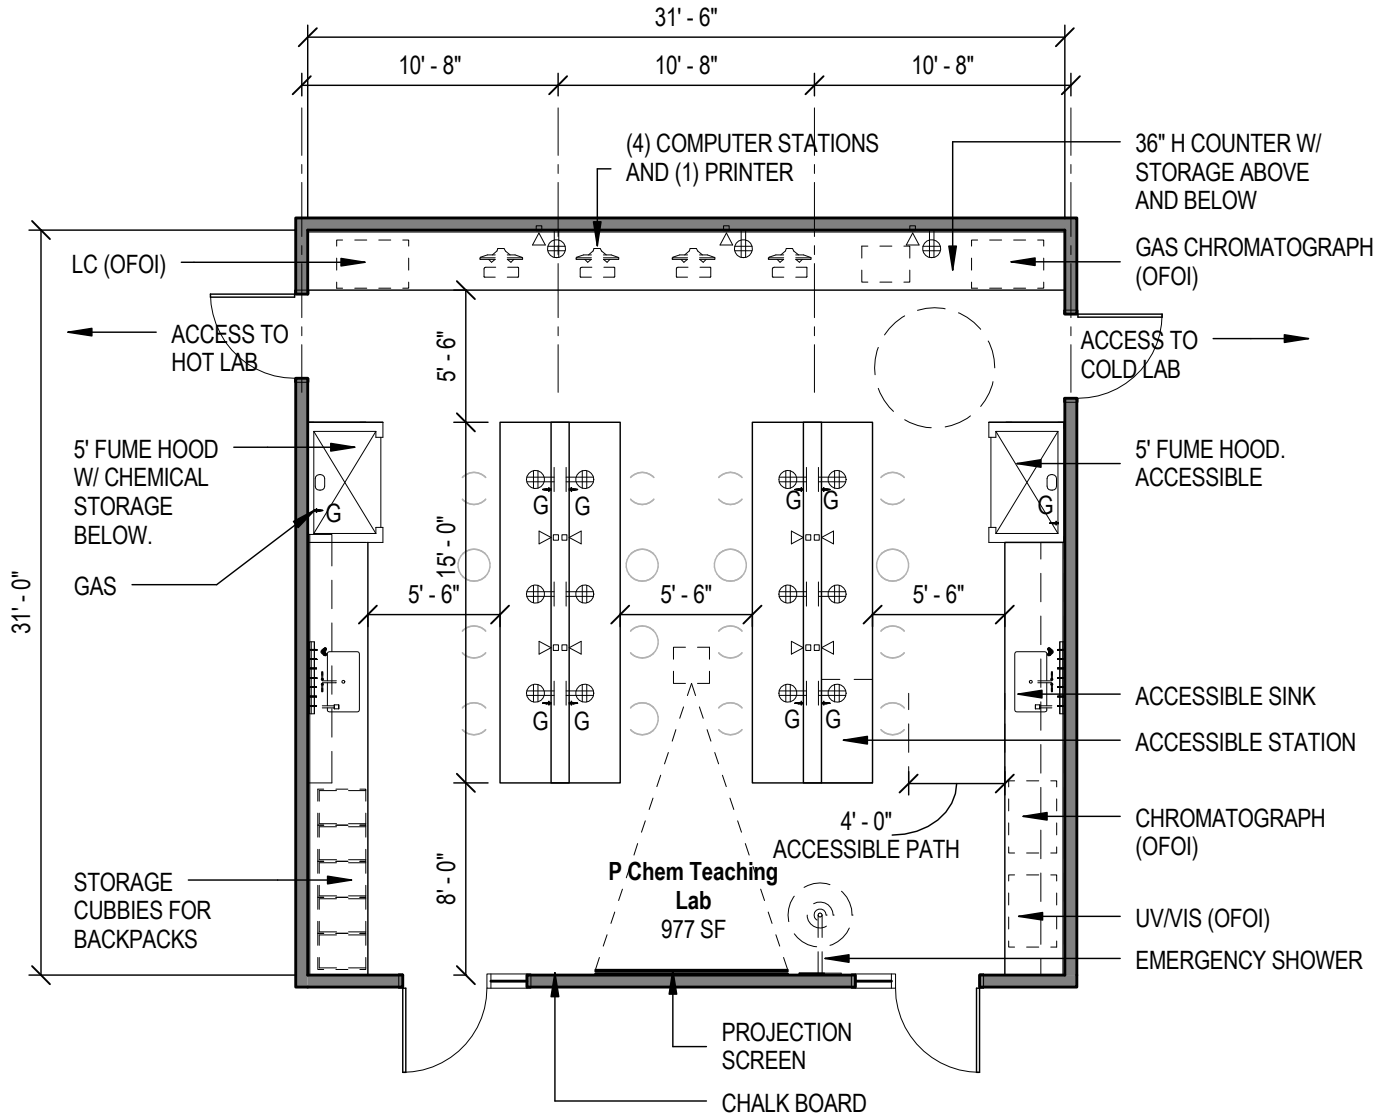 31' - 6"
10' - 8"
10' - 8"
10' - 8"
(4) COMPUTER STATIONS
AND (1) PRINTER
36" H COUNTER W/
STORAGE ABOVE
AND BELOW
LC (OFOI)
GAS CHROMATOGRAPH
(OFOI)
ACCESS TO
HOT LAB
ACCESS TO
COLD LAB
5' - 6"
5' FUME HOOD
W/ CHEMICAL
STORAGE
BELOW.
5' FUME HOOD.
ACCESSIBLE
G
G
G
G
G
G
GAS
15' - 0"
31' - 0"
5' - 6"
5' - 6"
5' - 6"
ACCESSIBLE SINK
G
G
G
G
ACCESSIBLE STATION
4' - 0"
ACCESSIBLE PATH
CHROMATOGRAPH
(OFOI)
8' - 0"
P Chem Teaching
Lab
977 SF
STORAGE
CUBBIES FOR
BACKPACKS
UV/VIS (OFOI)
EMERGENCY SHOWER
PROJECTION
SCREEN
CHALK BOARD